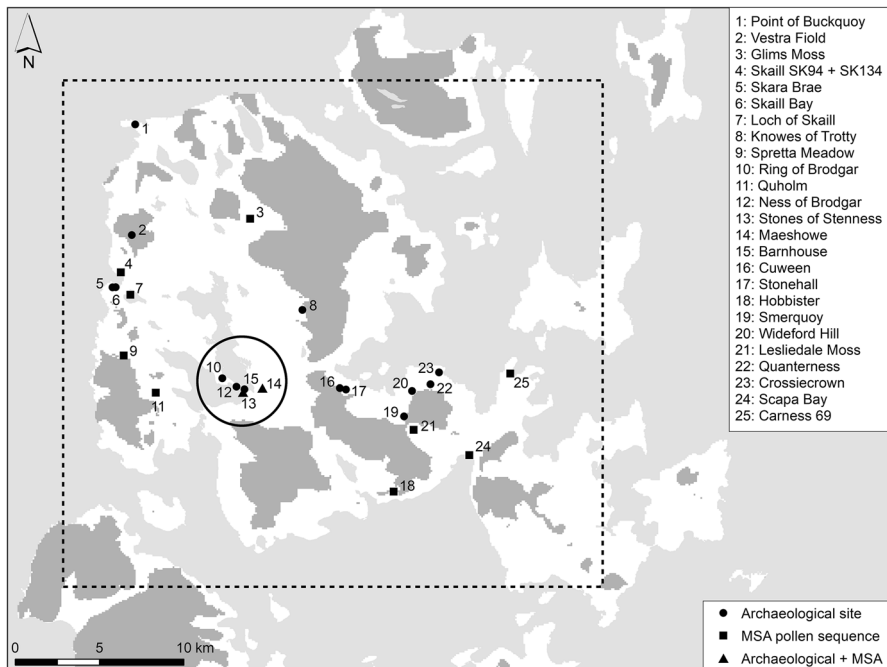 N
1: Point of Buckquoy
2: Vestra Fiold
3: Glims Moss
4: Skaill SK94 + SK134
5: Skara Brae
6: Skaill Bay
7: Loch of Skaill
8: Knowes of Trotty
9: Spretta Meadow
10: Ring of Brodgar
11: Quholm
12: Ness of Brodgar
13: Stones of Stenness
14: Maeshowe
15: Barnhouse
16: Cuween
17: Stonehall
18: Hobbister
19: Smerquoy
20: Wideford Hill
21: Lesliedale Moss
22: Quanterness
23: Crossiecrown
24: Scapa Bay
25: Carness 69
1
2
3
4
5
6
7
8
9
10
11
12
15
14
13
16
17
20
23
22
25
19
21
24
18
0
5
10 km
Archaeological site
MSA pollen sequence
Archaeological + MSA